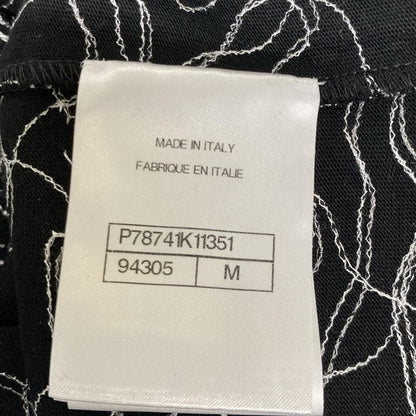 MADE IN ITALY
FABRIQUE EN ITALIE
P78741K11351
94305 M